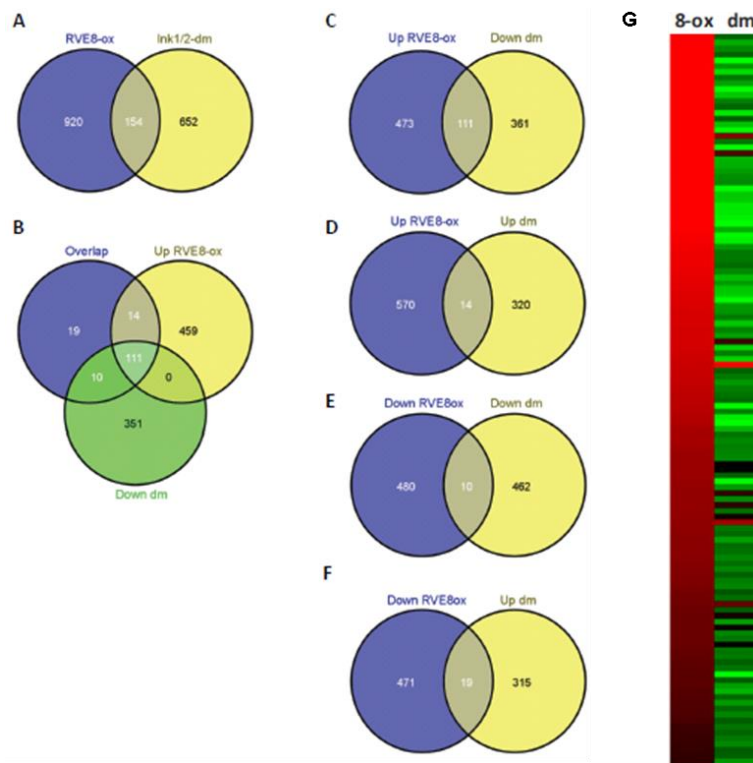 A
RVE8-ox
lnk1/2-dm
920
154
652
B
Overlap
Up RVE8-ox
14
19
459
111
10
0
351
Down dm
C
Up RVE8-ox
Down dm
473
111
361
D
Up RVE8-ox
Up dm
570
14
320
E
Down RVE8ox
Down dm
480
10
462
F
Down RVE8ox
Up dm
471
19
315
G
8-ox dm